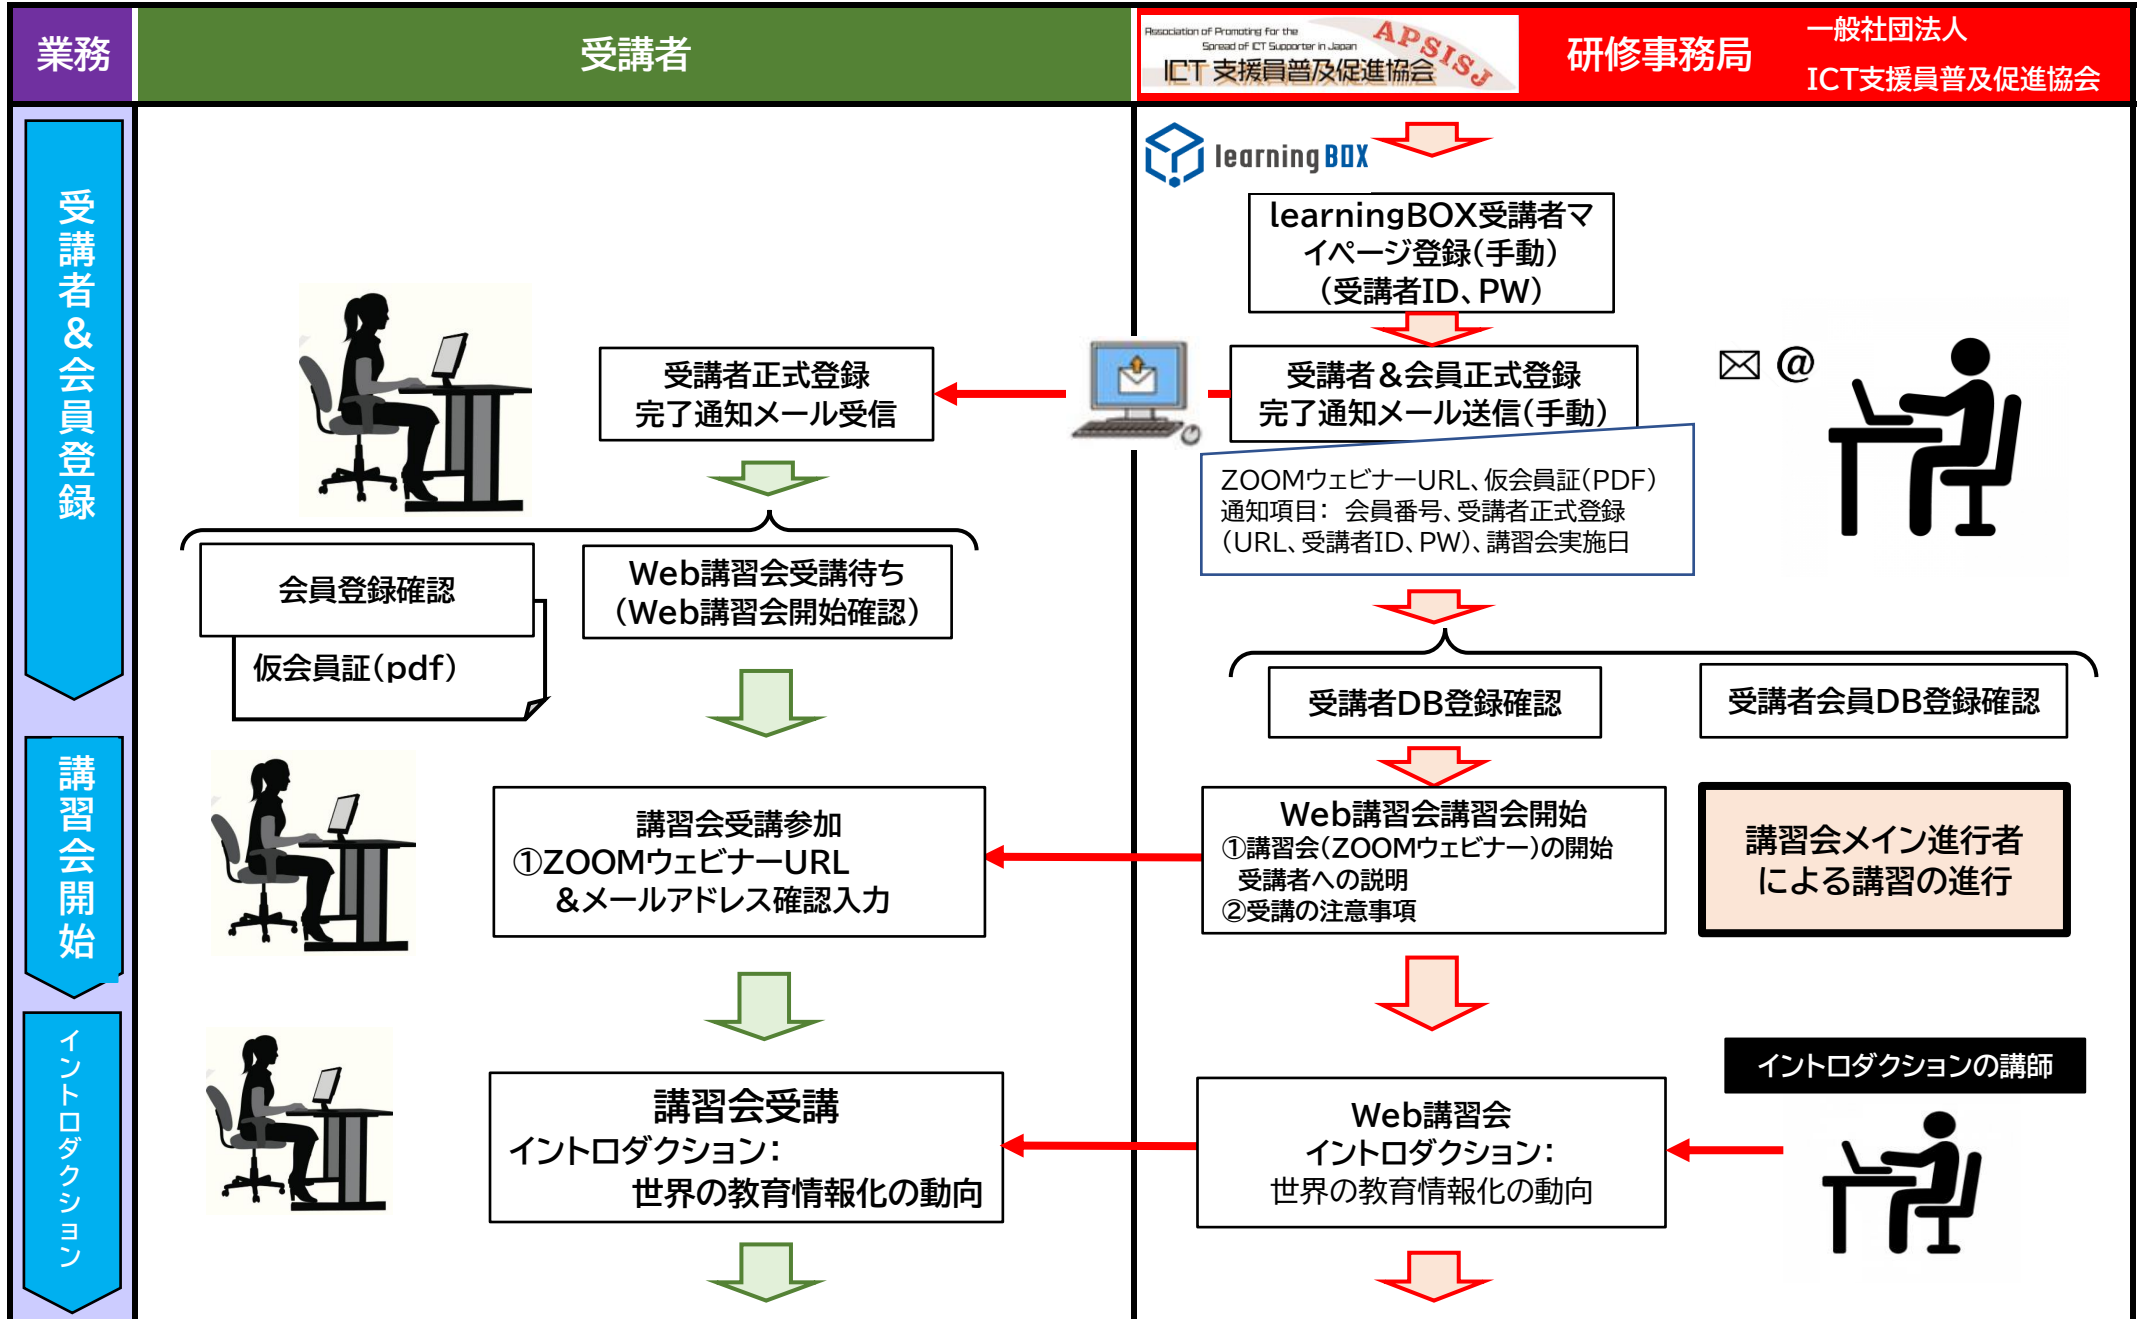 業務
受講者
Association of Promoting for the
Spread of ICT Supporter in Japan
APSISJ
ICT 支援員普及促進協会
研修事務局
一般社団法人
ICT支援員普及促進協会
受講者&会員登録
learningBOX
learningBOX受講者マ
イページ登録(手動)
(受講者ID、PW)
受講者正式登録
完了通知メール受信
受講者&会員正式登録
完了通知メール送信(手動)
@
ZOOMウェビナーURL、仮会員証(PDF)
通知項目: 会員番号、受講者正式登録
(URL、受講者ID、PW)、講習会実施日
会員登録確認
仮会員証(pdf)
Web講習会受講待ち
(Web講習会開始確認)
受講者DB登録確認
受講者会員DB登録確認
講習会開始
講習会受講参加
①ZOOMウェビナーURL
&メールアドレス確認入力
Web講習会講習会開始
①講習会(ZOOMウェビナー)の開始
受講者への説明
②受講の注意事項
講習会メイン進行者
による講習の進行
イントロダクション
講習会受講
イントロダクション:
世界の教育情報化の動向
Web講習会
イントロダクション:
世界の教育情報化の動向
イントロダクションの講師